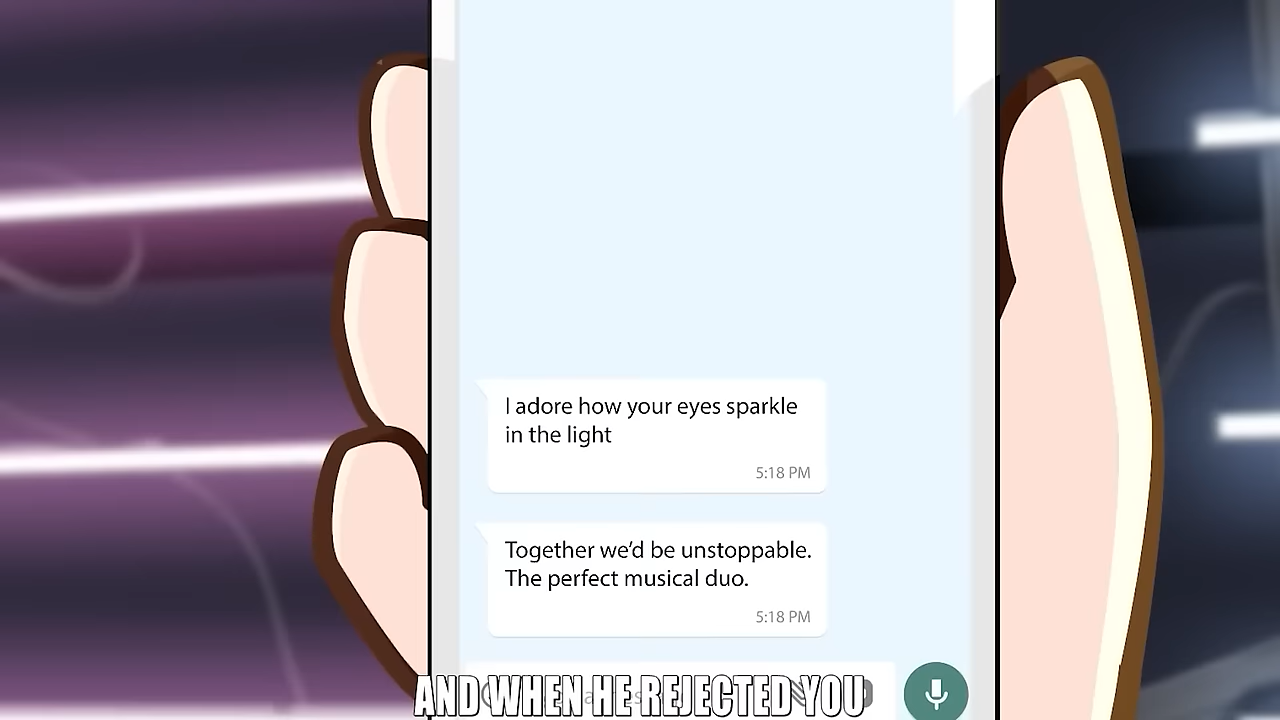 I adore how your eyes sparkle
in the light
5:18 PM
Together we’d be unstoppable.
The perfect musical duo.
5:18 PM
AND WHEN HE REJECTED YOU